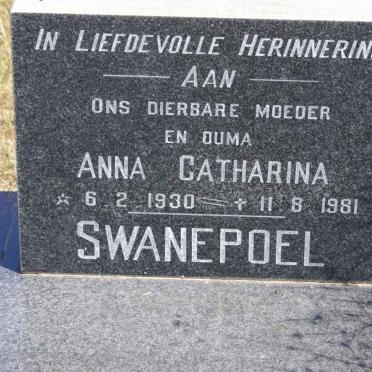 IN LIEFDEVOLLE HERINNERIN
AAN
ONS DIERBARE MOEDER
EN OUMA
ANNA CATHARINA
☆ 6.2.1930 = ✝ 11.8.1981
SWANEPOEL